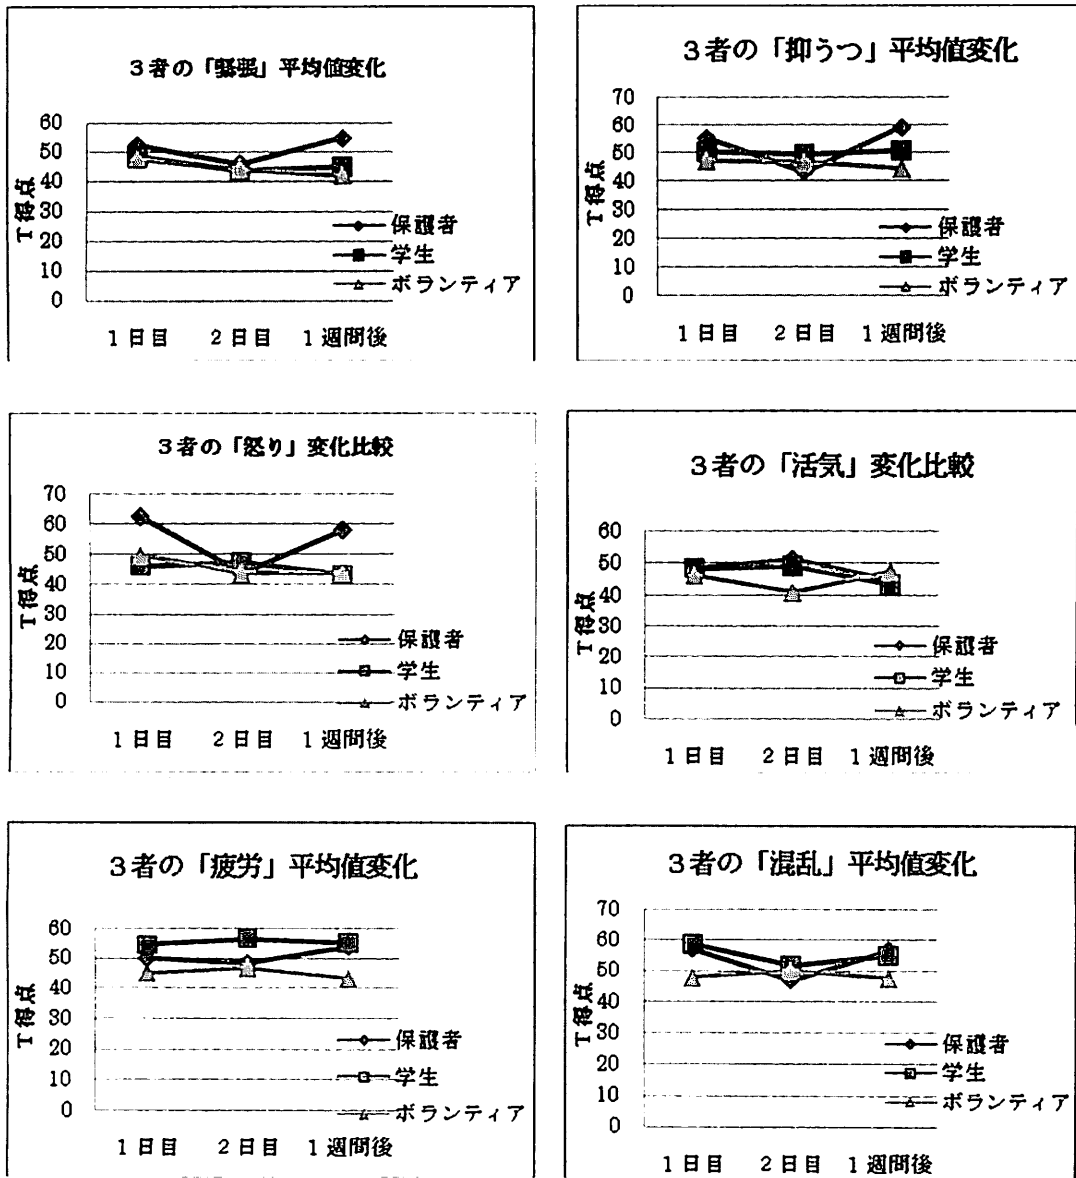 3者の「緊張」平均値変化
60
50
40
30
20
10
0
T得点
保護者
学生
ボランティア
1日目 2日目 1週間後
3者の「抑うつ」平均値変化
70
60
50
40
30
20
10
0
T得点
保護者
学生
ボランティア
1日目 2日目 1週間後
3者の「怒り」変化比較
70
60
50
40
30
20
10
0
T得点
保護者
学生
ボランティア
1日目 2日目 1週間後
3者の「活気」変化比較
60
50
40
30
20
10
0
T得点
保護者
学生
ボランティア
1日目 2日目 1週間後
3者の「疲労」平均値変化
60
50
40
30
20
10
0
T得点
保護者
学生
ボランティア
1日目 2日目 1週間後
3者の「混乱」平均値変化
70
60
50
40
30
20
10
0
T得点
保護者
学生
ボランティア
1日目 2日目 1週間後